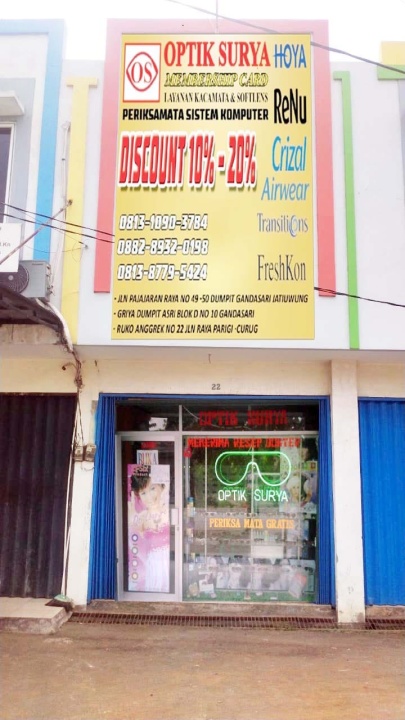 OS
OPTIK SURYA
MEMBERSHIP CARD
LAYANAN KACAMATA & SOFTLENS
PERIKSAMATA SISTEM KOMPUTER
DISCOUNT 10% - 20%
HOYA
ReNu
Crizal
Airwear
Transitions
FreshKon
0813-1090-3784
0882-8932-0198
0813-8779-5424
- JLN PAJAJARAN RAYA NO 49-50 DUMPIT GANDASARI JATIUWUNG
- GRIYA DUMPIT ASRI BLOK D NO 10 GANDASARI
- RUKO ANGGREK NO 22 JLN RAYA PARIGI -CURUG
22
OPTIK SURYA
MENERIMA RESEP DOKTER
BUKA
OPTIK SURYA
PERIKSA MATA GRATIS